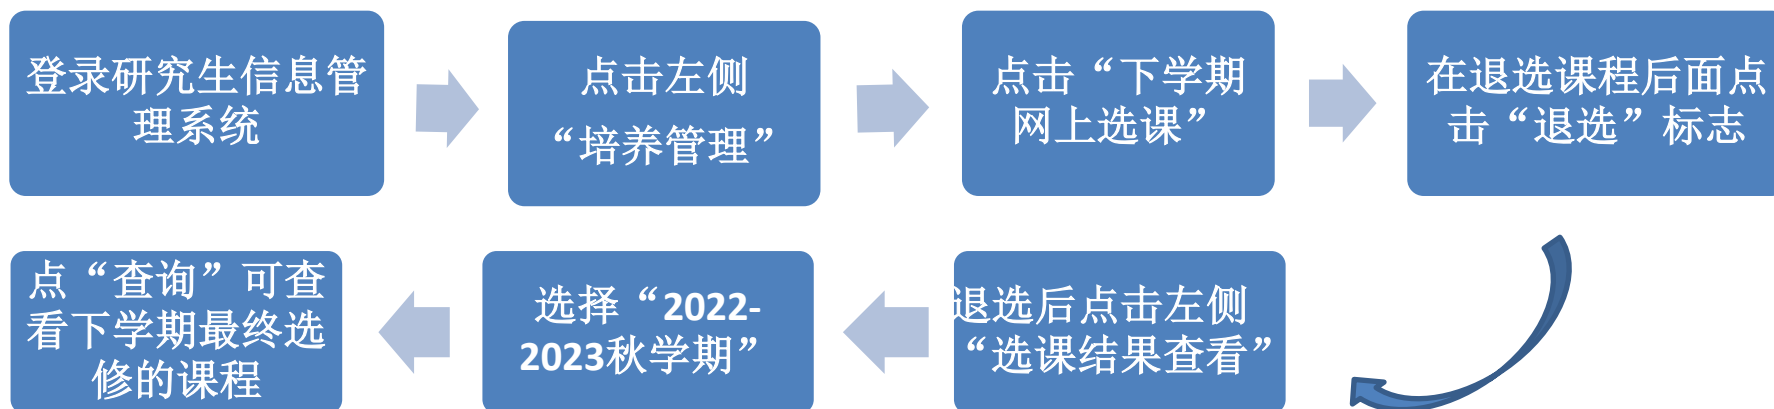 登录研究生信息管
理系统
点击左侧
“培养管理”
点击“下学期
网上选课”
在退选课程后面点
击“退选”标志
退选后点击左侧
“选课结果查看”
选择“2022-
2023秋学期”
点“查询”可查
看下学期最终选
修的课程